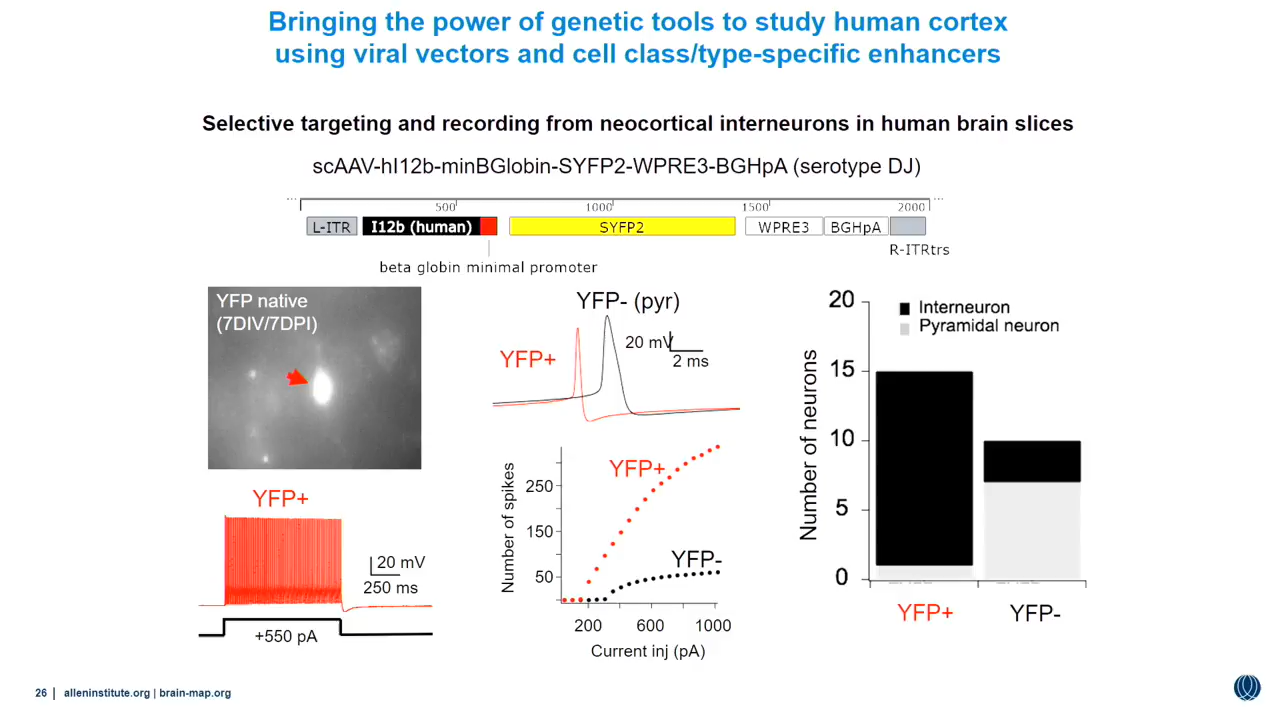 Bringing the power of genetic tools to study human cortex
using viral vectors and cell class/type-specific enhancers
Selective targeting and recording from neocortical interneurons in human brain slices
scAAV-hI12b-minBGlobin-SYFP2-WPRE3-BGHpA (serotype DJ)
500 1000 1500 2000
L-ITR I12b (human) SYFP2 WPRE3 BGHpA
R-ITRtrs
beta globin minimal promoter
YFP native
(7DIV/7DPI)
YFP+
20 mV
250 ms
+550 pA
YFP- (pyr)
YFP+
20 mV
2 ms
Number of spikes
250
150
50
YFP+
YFP-
200 600 1000
Current inj (pA)
Number of neurons
20
15
10
5
0
Interneuron
Pyramidal neuron
YFP+ YFP-
26 | alleninstitute.org | brain-map.org